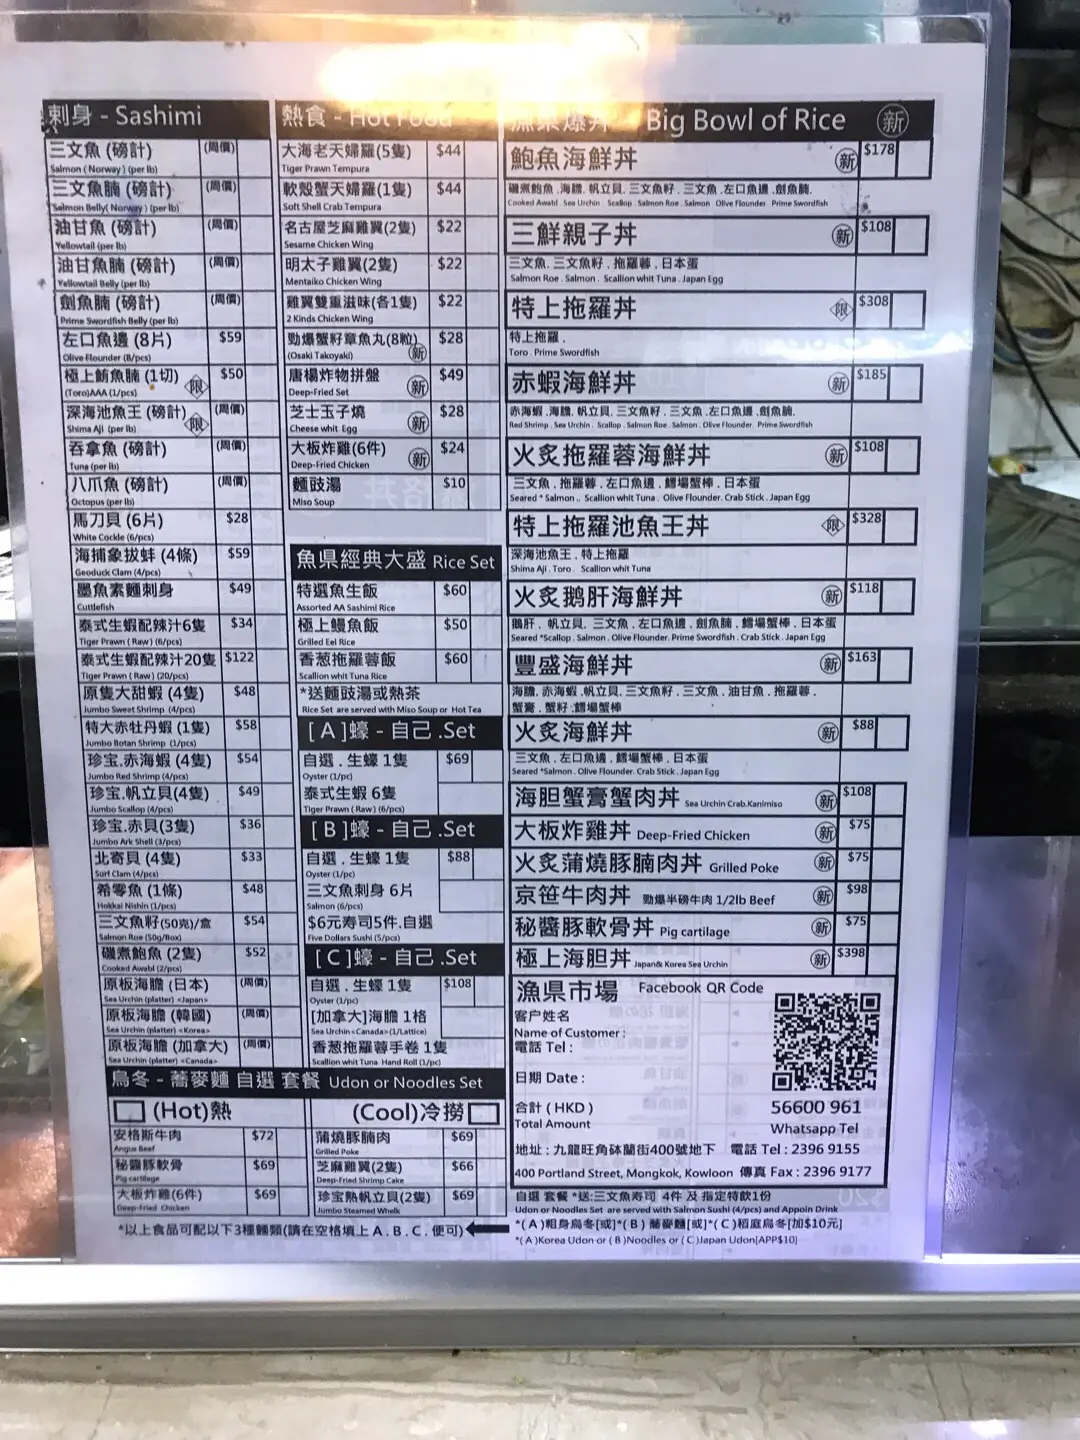 刺身 - Sashimi
三文魚 (磅計) (周價)
Salmon ( Norway ) (per lb)
三文魚腩 (磅計) (周價)
Salmon Belly( Norway ) (per lb)
油甘魚 (磅計) (周價)
Yellowtail (per lb)
油甘魚腩 (磅計) (周價)
Yellowtail Belly (per lb)
劍魚腩 (磅計) (周價)
Prime Swordfish Belly (per lb)
左口魚邊 (8片) $59
Olive Flounder (8/pcs)
極上鮪魚腩 (1切) 限 $50
(Toro)AAA (1/pcs)
深海池魚王 (磅計) 限 (周價)
Shima Aji (per lb)
吞拿魚 (磅計) (周價)
Tuna (per lb)
八爪魚 (磅計) (周價)
Octopus (per lb)
馬刀貝 (6片) $28
White Cockle (6/pcs)
海捕象拔蚌 (4條) $59
Geoduck Clam (4/pcs)
墨魚素麵刺身 $49
Cuttlefish
泰式生蝦配辣汁6隻 $34
Tiger Prawn ( Raw ) (6/pcs)
泰式生蝦配辣汁20隻 $122
Tiger Prawn ( Raw ) (20/pcs)
原隻大甜蝦 (4隻) $48
Jumbo Sweet Shrimp (4/pcs)
特大赤牡丹蝦 (1隻) $58
Jumbo Botan Shrimp (1/pcs)
珍宝.赤海蝦 (4隻) $54
Jumbo Red Shrimp (4/pcs)
珍宝.帆立貝(4隻) $49
Jumbo Scallop (4/pcs)
珍宝.赤貝(3隻) $36
Jumbo Ark Shell (3/pcs)
北寄貝 (4隻) $33
Surf Clam (4/pcs)
希零魚 (1條) $48
Hokkai Nishin (1/pcs)
三文魚籽(50克)/盒 $54
Salmon Roe (50g/Box)
磯煮鮑魚 (2隻) $52
Cooked Awabi (2/pcs)
原板海膽 (日本) (周價)
Sea Urchin (platter) <Japan>
原板海膽 (韓國) (周價)
Sea Urchin (platter) <Korea>
原板海膽 (加拿大) (周價)
Sea Urchin (platter) <Canada>
熱食 - Hot Food
大海老天婦羅(5隻) $44
Tiger Prawn Tempura
軟殼蟹天婦羅(1隻) $44
Soft Shell Crab Tempura
名古屋芝麻雞翼(2隻) $22
Sesame Chicken Wing
明太子雞翼(2隻) $22
Mentaiko Chicken Wing
雞翼雙重滋味(各1隻) $22
2 Kinds Chicken Wing
勁爆蟹籽章魚丸(8粒) 新 $28
(Osaki Takoyaki)
唐楊炸物拼盤 新 $49
Deep-Fried Set
芝士玉子燒 新 $28
Cheese whit Egg
大板炸雞(6件) 新 $24
Deep-Fried Chicken
麵豉湯 $10
Miso Soup
魚県經典大盛 Rice Set
特選魚生飯 $60
Assorted AA Sashimi Rice
極上鰻魚飯 $50
Grilled Eel Rice
香葱拖羅蓉飯 $60
Scallion whit Tuna Rice
*送麵豉湯或熱茶
Rice Set are served with Miso Soup or Hot Tea
[ A ]蠔 - 自己 .Set
自選 . 生蠔 1隻 $69
Oyster (1/pc)
泰式生蝦 6隻
Tiger Prawn ( Raw ) (6/pcs)
[ B ]蠔 - 自己 .Set
自選 . 生蠔 1隻 $88
Oyster (1/pc)
三文魚刺身 6片
Salmon (6/pcs)
$6元寿司5件.自選
Five Dollars Sushi (5/pcs)
[ C ]蠔 - 自己 .Set
自選 . 生蠔 1隻 $108
Oyster (1/pc)
[加拿大]海膽 1格
Sea Urchin <Canada> (1/Lattice)
香葱拖羅蓉手卷 1隻
Scallion whit Tuna Hand Roll (1/pc)
烏冬 - 蕎麥麵 自選 套餐 Udon or Noodles Set
(Hot)熱
安格斯牛肉 $72
Angus Beef
秘醬豚軟骨 $69
Pig cartilage
大板炸雞(6件) $69
Deep-Fried Chicken
(Cool)冷撈
蒲燒豚腩肉 $69
Grilled Poke
芝麻雞翼(2隻) $66
Deep-Fried Shrimp Cake
珍宝熟帆立貝(2隻) $69
Jumbo Steamed Whelk
*以上食品可配以下3種麵類(請在空格填上 A . B . C . 便可)
漁県爆丼 - Big Bowl of Rice 新
鮑魚海鮮丼 新 $178
磯煮鮑魚 .海膽. 帆立貝. 三文魚籽 . 三文魚 .左口魚邊 .劍魚腩.
Cooked Awabi Sea Urchin . Scallop . Salmon Roe . Salmon Olive Flounder . Prime Swordfish
三鮮親子丼 新 $108
三文魚. 三文魚籽 . 拖羅蓉 . 日本蛋
Salmon Roe . Salmon . Scallion whit Tuna . Japan Egg
特上拖羅丼 限 $308
特上拖羅 .
Toro . Prime Swordfish
赤蝦海鮮丼 新 $185
赤海蝦 .海膽. 帆立貝. 三文魚籽 . 三文魚 .左口魚邊 .劍魚腩.
Red Shrimp . Sea Urchin . Scallop . Salmon Roe . Salmon . Olive Flover . Prime Swordfish
火炙拖羅蓉海鮮丼 新 $108
三文魚 . 拖羅蓉 . 左口魚邊 . 鱈場蟹棒 . 日本蛋
Seared * Salmon .. Scallion whit Tuna . Olive Flounder. Crab Stick . Japan Egg
特上拖羅池魚王丼 限 $328
深海池魚王 . 特上拖羅
Shima Aji . Toro . Scallion whit Tuna
火炙鵝肝海鮮丼 新 $118
鵝肝 . 帆立貝. 三文魚 . 左口魚邊 . 劍魚腩 . 鱈場蟹棒 . 日本蛋
Seared *Scallop . Salmon . Olive Flounder. Prime Swordfish . Crab Stick . Japan Egg
豐盛海鮮丼 新 $163
海膽. 赤海蝦 .帆立貝. 三文魚籽 . 三文魚 . 油甘魚 . 拖羅蓉 .
蟹膏 . 蟹籽 .鱈場蟹棒
火炙海鮮丼 新 $88
三文魚 . 左口魚邊 . 鱈場蟹棒 . 日本蛋
Seared *Salmon . Olive Flounder. Crab Stick . Japan Egg
海胆蟹膏蟹肉丼 Sea Urchin Crab.Kanimiso 新 $108
大板炸雞丼 Deep-Fried Chicken 新 $75
火炙蒲燒豚腩肉丼 Grilled Poke 新 $75
京笹牛肉丼 勁爆半磅牛肉 1/2lb Beef 新 $98
秘醬豚軟骨丼 Pig cartilage 新 $75
極上海胆丼 Japan& Korea Sea Urchin 新 $398
漁県市場 Facebook QR Code
客户姓名
Name of Customer :
電話 Tel :
日期 Date :
合計 ( HKD )
Total Amount
56600 961
Whatsapp Tel
地址 : 九龍旺角砵蘭街400號地下 電話 Tel : 2396 9155
400 Portland Street, Mongkok, Kowloon 傳真 Fax : 2396 9177
自選 套餐 *送:三文魚寿司 4件 及 指定特飲1份
Udon or Noodles Set are served with Salmon Sushi (4/pcs) and Appoin Drink
*( A )粗身烏冬[或]*( B ) 蕎麥麵[或]*( C )稻庭烏冬[加$10元]
*( A )Korea Udon or ( B )Noodles or ( C )Japan Udon[APP$10]